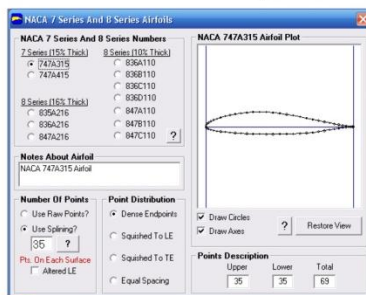 NACA 7 Series And 8 Series Airfoils
NACA 7 Series And 8 Series Numbers
7 Series (15% Thick)
747A315
747A415
8 Series (16% Thick)
835A216
836A216
847A216
8 Series (10% Thick)
836A110
836B110
836C110
836D110
847A110
847B110
847C110
?
Notes About Airfoil
NACA 747A315 Airfoil
Number Of Points
Use Raw Points?
Use Splining?
35
?
Pts. On Each Surface
Altered LE
Point Distribution
Dense Endpoints
Squished To LE
Squished To TE
Equal Spacing
NACA 747A315 Airfoil Plot
Draw Circles
Draw Axes
?
Restore View
Points Description
Upper Lower Total
35 35 69